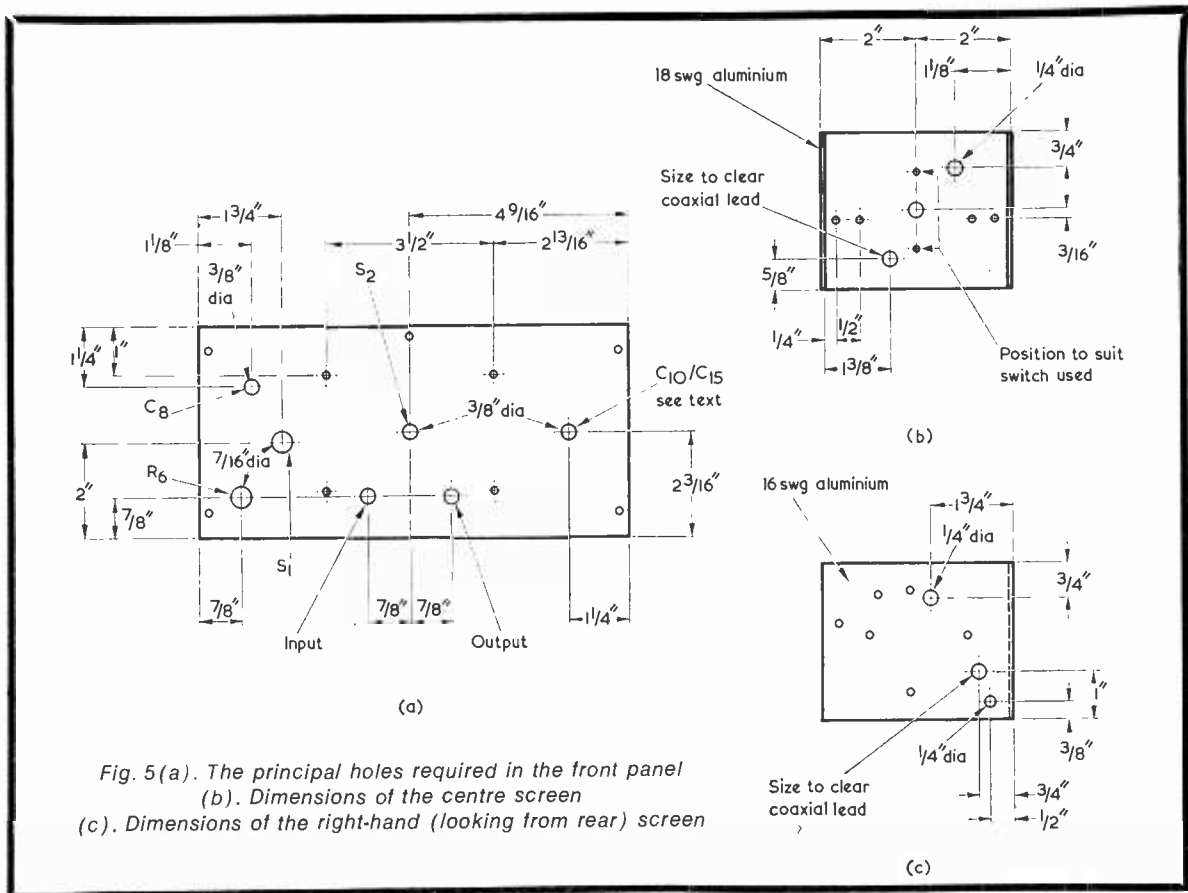 4 9/16"
1 3/4"
1 1/8"
3 1/2"
2 13/16"
3/8"
dia
S2
1 1/4"
1"
C8
3/8" dia
C10/C15
see text
7/16" dia
R6
2"
7/8"
2 3/16"
S1
7/8"
7/8"
7/8"
1 1/4"
Input
Output
(a)
2"
2"
18 swg aluminium
1 1/8"
1/4" dia
3/4"
Size to clear
coaxial lead
3/16"
5/8"
1/4"
1/2"
1 3/8"
Position to suit
switch used
(b)
16 swg aluminium
1 3/4"
1/4" dia
3/4"
1"
1/4" dia
3/8"
Size to clear
coaxial lead
3/4"
1/2"
(c)
Fig. 5(a). The principal holes required in the front panel
(b). Dimensions of the centre screen
(c). Dimensions of the right-hand (looking from rear) screen